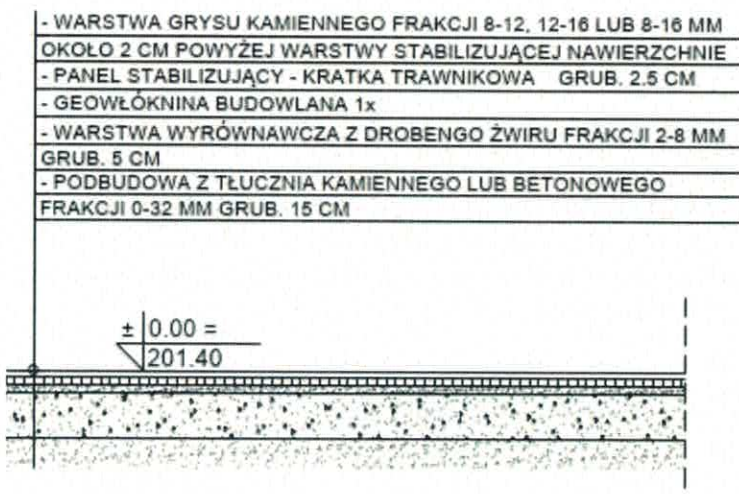 - WARSTWA GRYSU KAMIENNEGO FRAKCJI 8-12, 12-16 LUB 8-16 MM
OKOŁO 2 CM POWYŻEJ WARSTWY STABILIZUJĄCEJ NAWIERZCHNIE
- PANEL STABILIZUJĄCY - KRATKA TRAWNIKOWA GRUB. 2.5 CM
- GEOWŁÓKNINA BUDOWLANA 1x
- WARSTWA WYRÓWNAWCZA Z DROBENGO ŻWIRU FRAKCJI 2-8 MM
GRUB. 5 CM
- PODBUDOWA Z TŁUCZNIA KAMIENNEGO LUB BETONOWEGO
FRAKCJI 0-32 MM GRUB. 15 CM
± 0.00 =
201.40